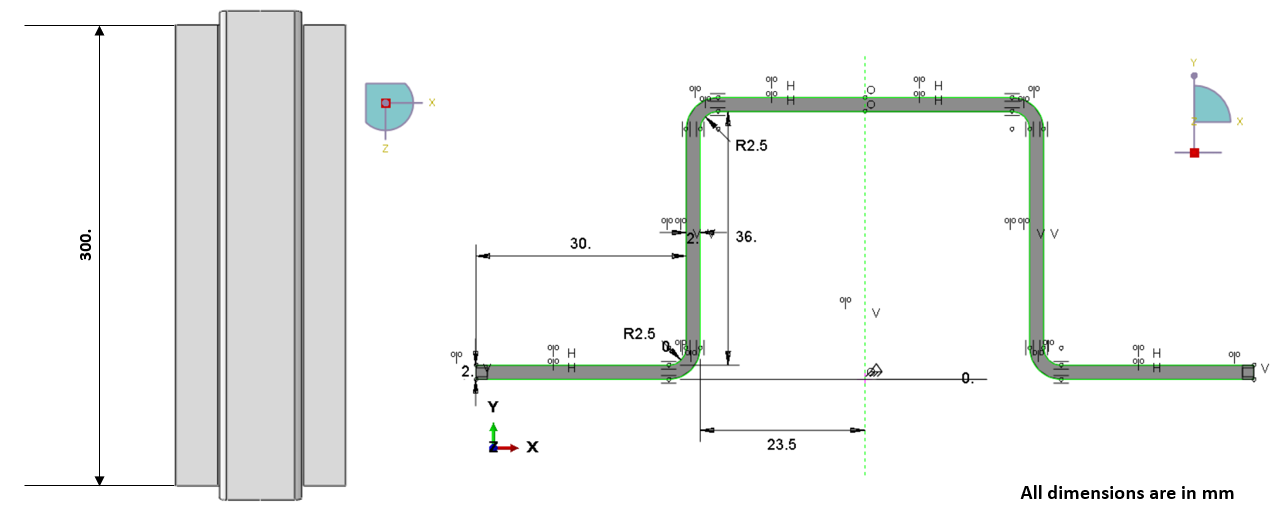 300.
X
Z
O
H
H
H
H
O
R2.5
Y
Z
X
2.
V
36.
V
V
30.
V
R2.5
0.
H
H
H
H
2.
V
V
0.
Y
Z
X
23.5
All dimensions are in mm